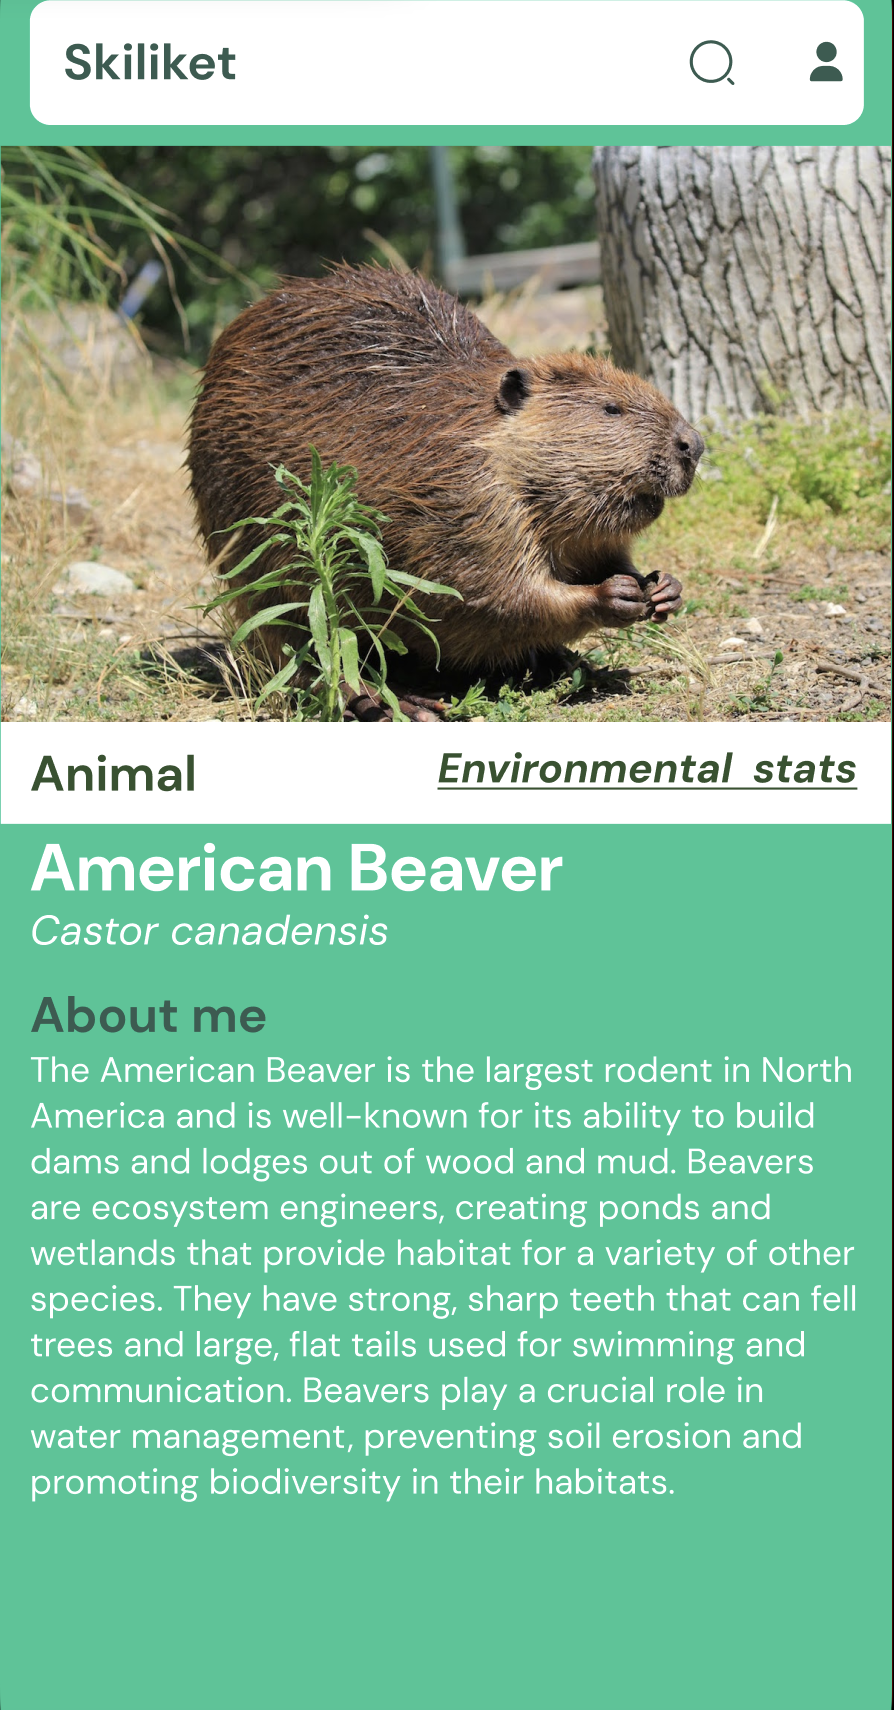 Skiliket
Animal
Environmental stats
American Beaver
Castor canadensis
About me
The American Beaver is the largest rodent in North
America and is well-known for its ability to build
dams and lodges out of wood and mud. Beavers
are ecosystem engineers, creating ponds and
wetlands that provide habitat for a variety of other
species. They have strong, sharp teeth that can fell
trees and large, flat tails used for swimming and
communication. Beavers play a crucial role in
water management, preventing soil erosion and
promoting biodiversity in their habitats.